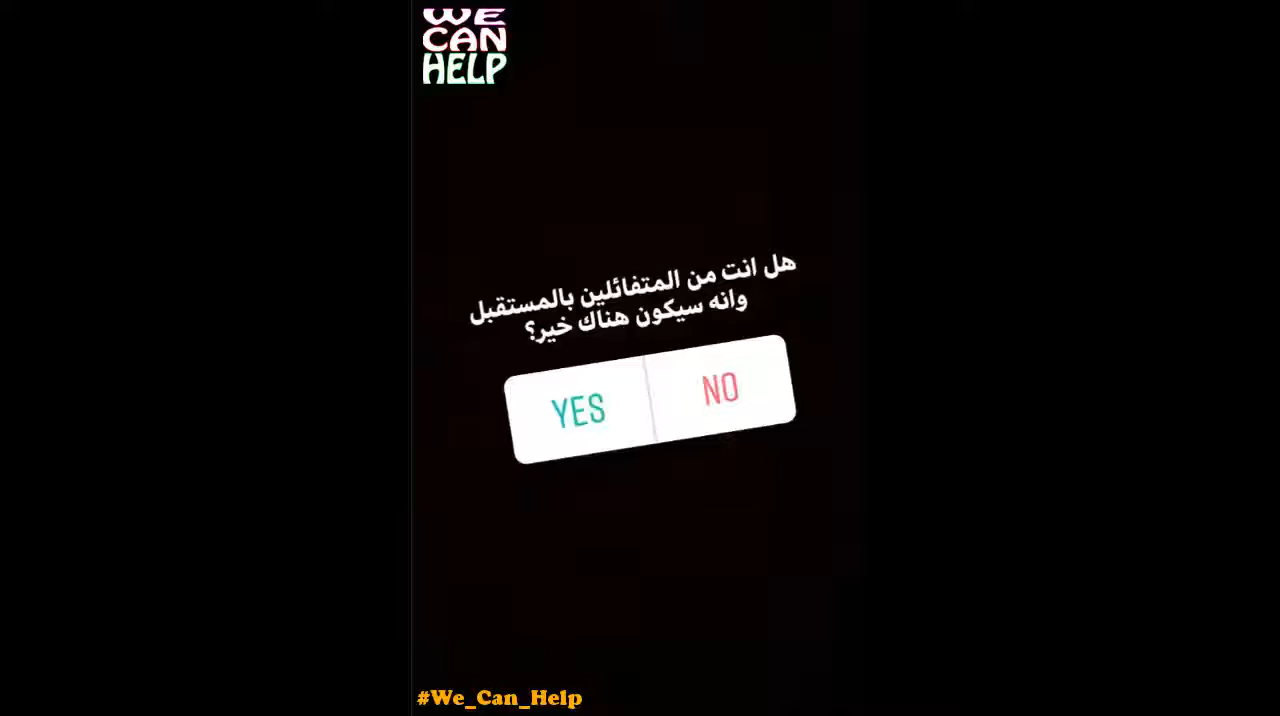 WE
CAN
HELP
هل انت من المتفائلين بالمستقبل
وانه سيكون هناك خير؟
YES
NO
#We_Can_Help